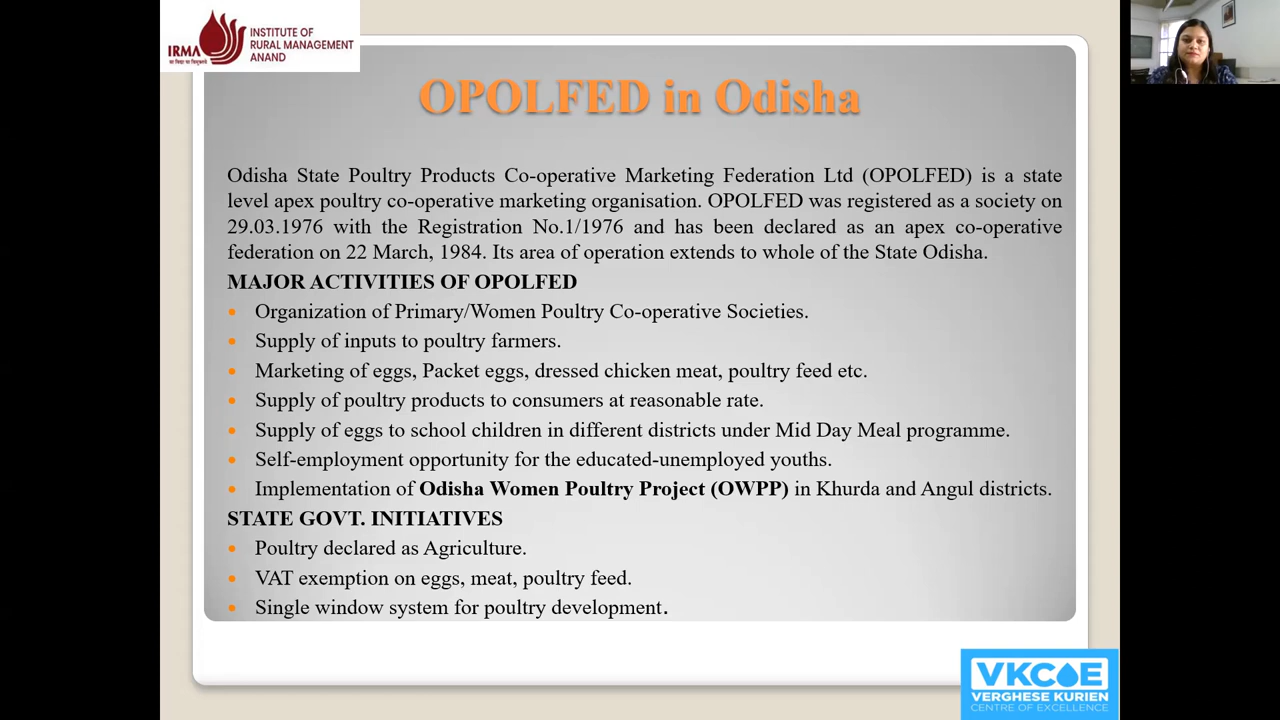 IRMA
INSTITUTE OF
RURAL MANAGEMENT
ANAND
OPOLFED in Odisha
Odisha State Poultry Products Co-operative Marketing Federation Ltd (OPOLFED) is a state
level apex poultry co-operative marketing organisation. OPOLFED was registered as a society on
29.03.1976 with the Registration No.1/1976 and has been declared as an apex co-operative
federation on 22 March, 1984. Its area of operation extends to whole of the State Odisha.
MAJOR ACTIVITIES OF OPOLFED
• Organization of Primary/Women Poultry Co-operative Societies.
• Supply of inputs to poultry farmers.
• Marketing of eggs, Packet eggs, dressed chicken meat, poultry feed etc.
• Supply of poultry products to consumers at reasonable rate.
• Supply of eggs to school children in different districts under Mid Day Meal programme.
• Self-employment opportunity for the educated-unemployed youths.
• Implementation of Odisha Women Poultry Project (OWPP) in Khurda and Angul districts.
STATE GOVT. INITIATIVES
• Poultry declared as Agriculture.
• VAT exemption on eggs, meat, poultry feed.
• Single window system for poultry development.
VKCOE
VERGHESE KURIEN
CENTRE OF EXCELLENCE